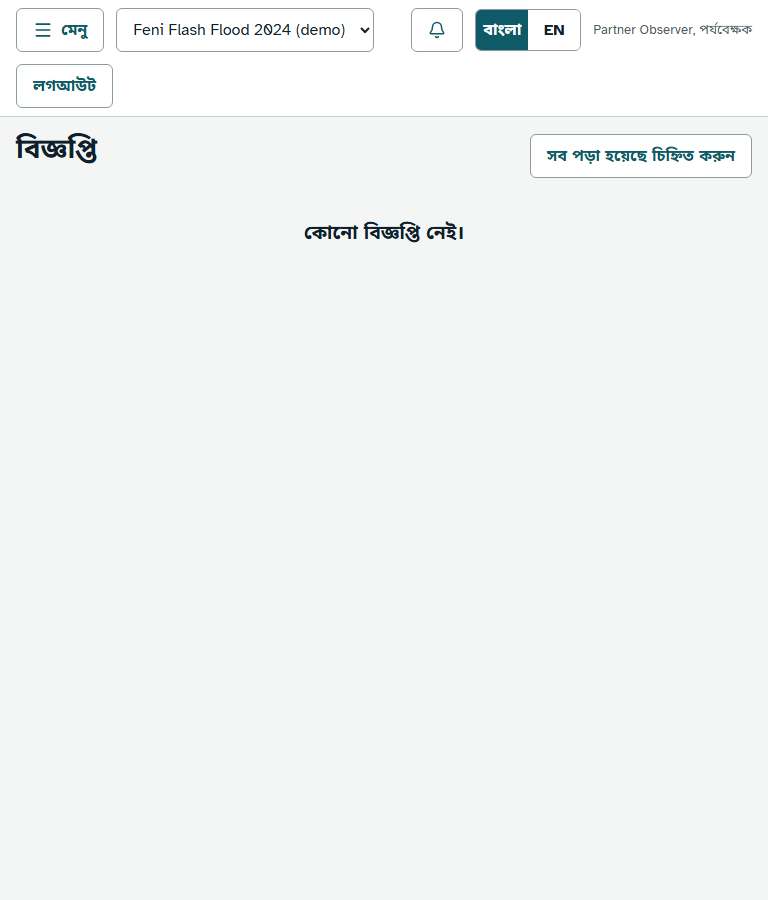 মেনু
Feni Flash Flood 2024 (demo)
বাংলা EN
Partner Observer, পর্যবেক্ষক
লগআউট
বিজ্ঞপ্তি
সব পড়া হয়েছে চিহ্নিত করুন
কোনো বিজ্ঞপ্তি নেই।